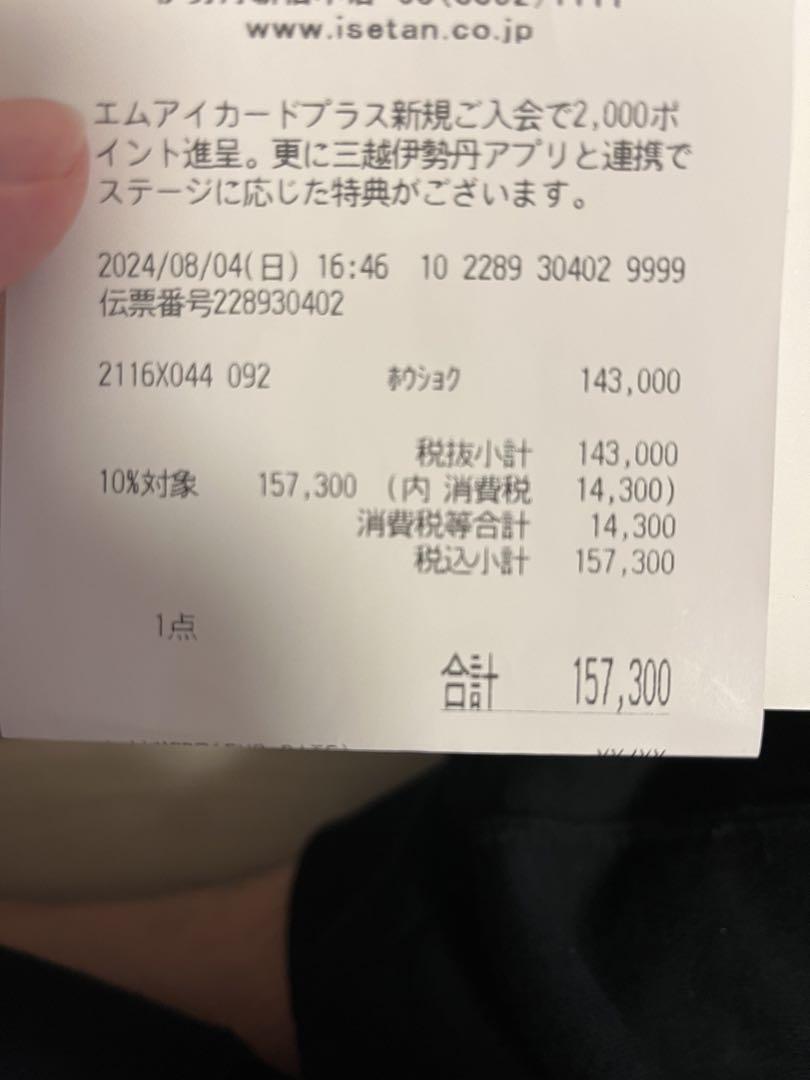 www.isetan.co.jp
エムアイカードプラス新規ご入会で2,000ポ
イント進呈。更に三越伊勢丹アプリと連携で
ステージに応じた特典がございます。
2024/08/04(日) 16:46 10 2289 30402 9999
伝票番号228930402
2116X044 092 ホウショク 143,000
税抜小計 143,000
10%対象 157,300 (内 消費税 14,300)
消費税等合計 14,300
税込小計 157,300
1点
合計 157,300